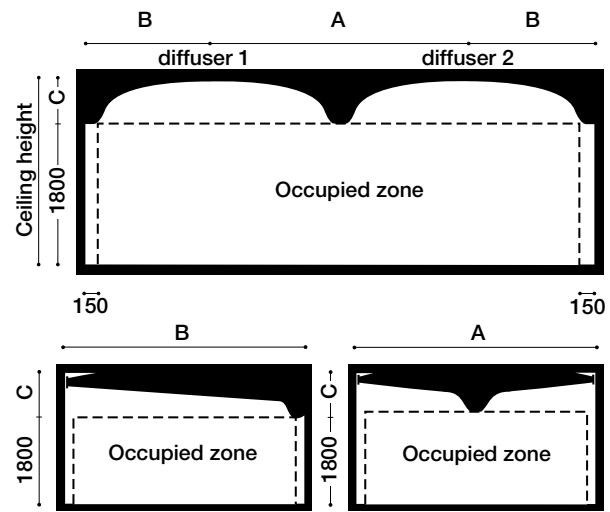 B A B
diffuser 1 diffuser 2
Ceiling height
C
1800
Occupied zone
150 150
B
C
1800
Occupied zone
A
C
1800
Occupied zone